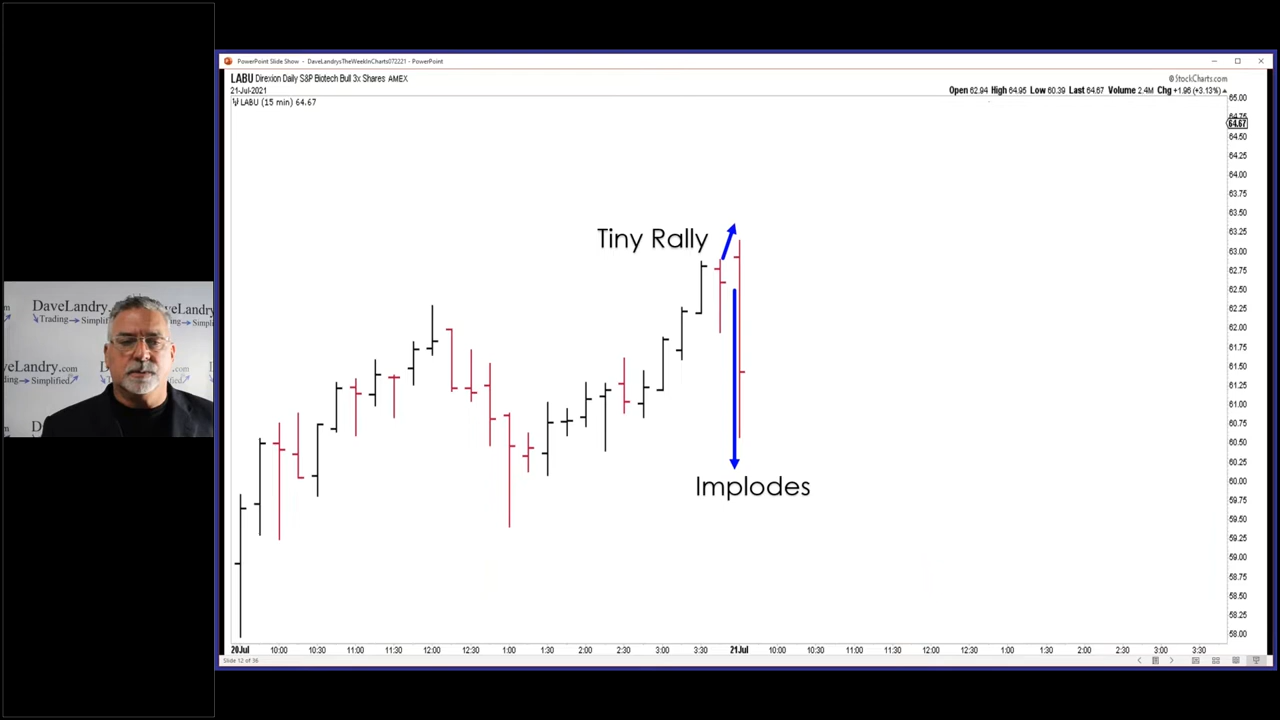 PowerPoint Slide Show - DaveLandrysTheWeekInCharts072221 - PowerPoint
LABU Direxion Daily S&P Biotech Bull 3x Shares AMEX
© StockCharts.com
21-Jul-2021
Open 62.94 High 64.95 Low 60.39 Last 64.67 Volume 2.4M Chg +1.96 (+3.13%)
LABU (15 min) 64.67
65.00
64.75
64.67
64.50
64.25
64.00
63.75
63.50
63.25
63.00
62.75
62.50
62.25
62.00
61.75
61.50
61.25
61.00
60.75
60.50
60.25
60.00
59.75
59.50
59.25
59.00
58.75
58.50
58.25
58.00
Tiny Rally
Implodes
20Jul 10:00 10:30 11:00 11:30 12:00 12:30 1:00 1:30 2:00 2:30 3:00 3:30 21Jul 10:00 10:30 11:00 11:30 12:00 12:30 1:00 1:30 2:00 2:30 3:00 3:30
Slide 12 of 36
DaveLandry.
Trading Simplified
DaveLandry.com
Simplified